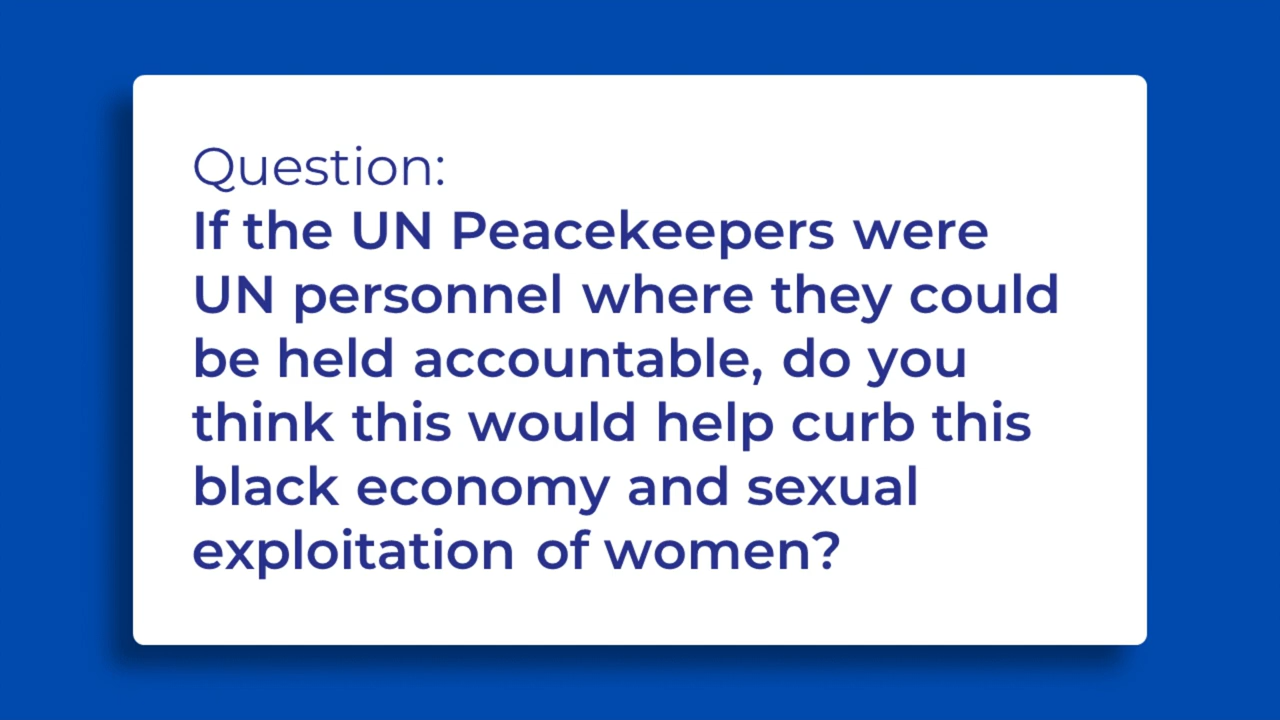 Question:
If the UN Peacekeepers were
UN personnel where they could
be held accountable, do you
think this would help curb this
black economy and sexual
exploitation of women?